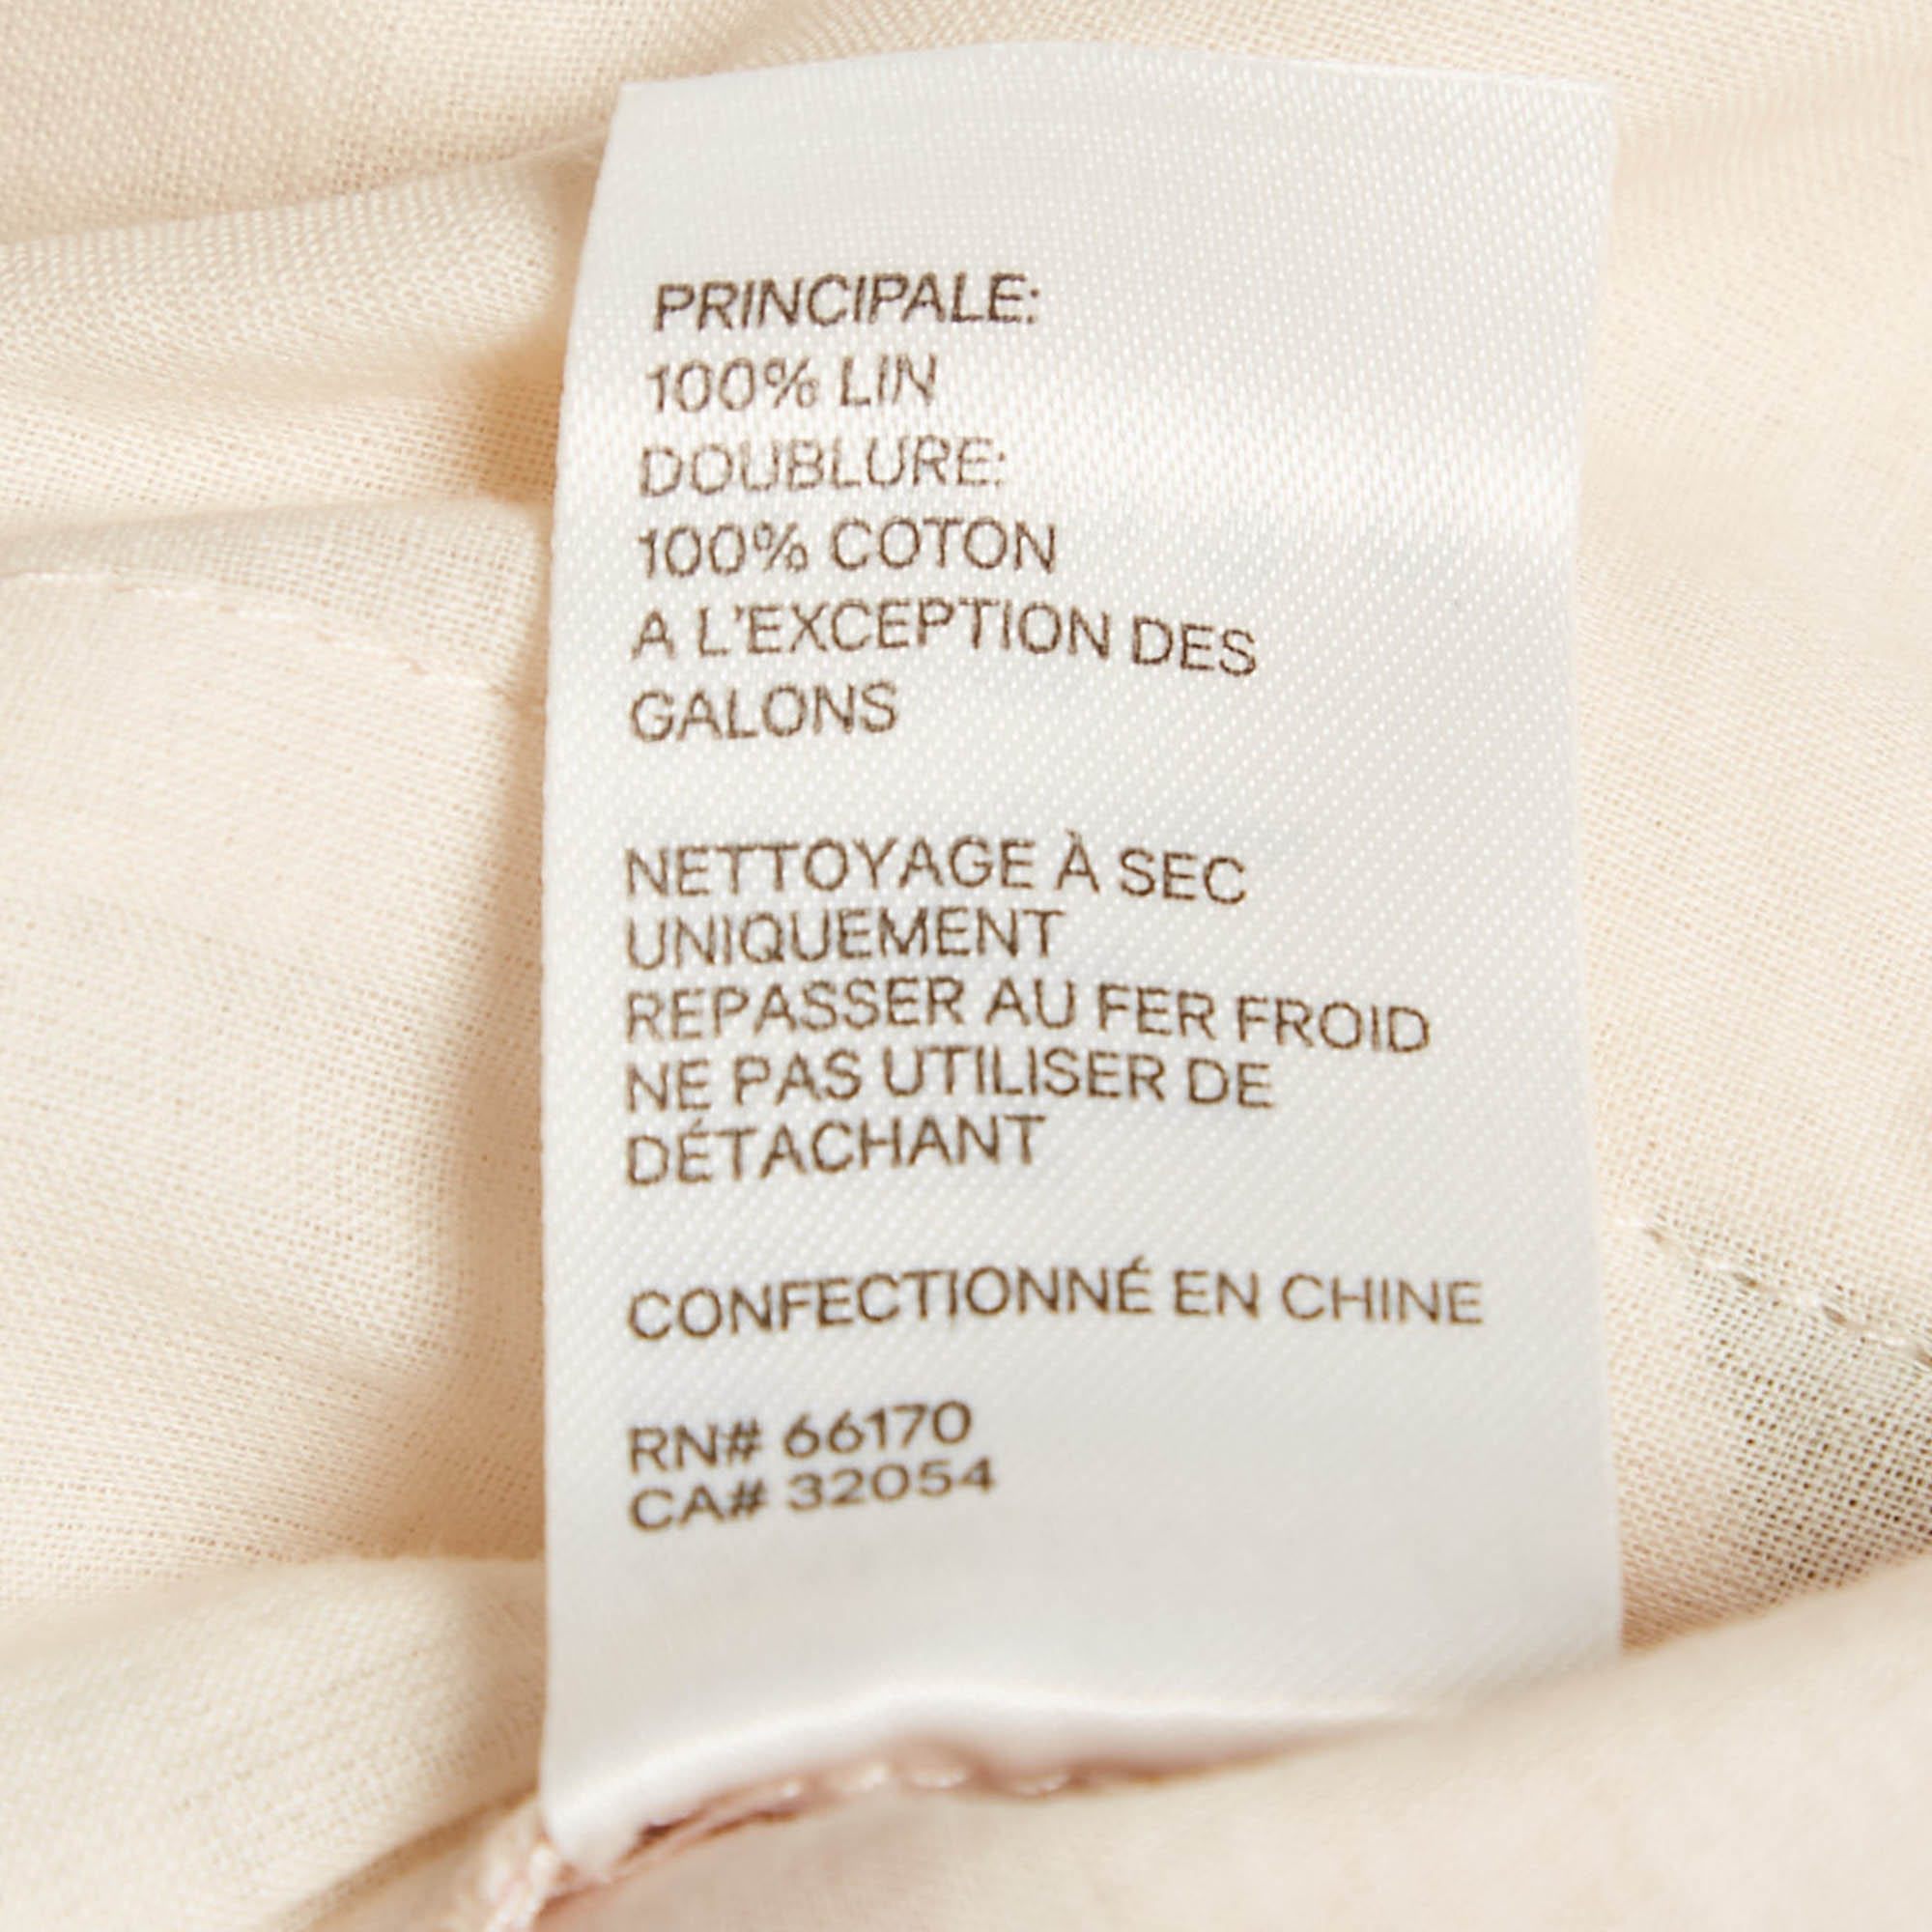 PRINCIPALE:
100% LIN
DOUBLURE:
100% COTON
A L'EXCEPTION DES
GALONS
NETTOYAGE À SEC
UNIQUEMENT
REPASSER AU FER FROID
NE PAS UTILISER DE
DÉTACHANT
CONFECTIONNÉ EN CHINE
RN# 66170
CA# 32054